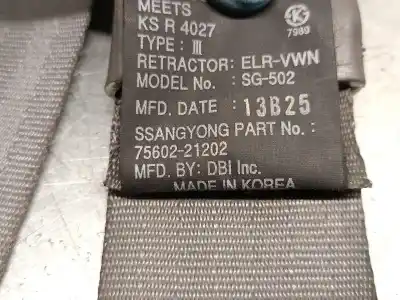 MEETS
KS R 4027
TYPE : III
RETRACTOR: ELR-VWN
MODEL No. : SG-502
MFD. DATE : 13B25
SSANGYONG PART No. :
75602-21202
MFD. BY: DBI Inc.
MADE IN KOREA
7989